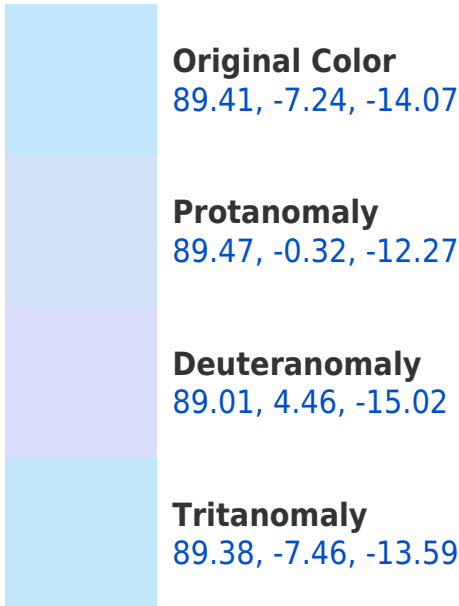 Original Color
89.41, -7.24, -14.07
Protanomaly
89.47, -0.32, -12.27
Deuteranomaly
89.01, 4.46, -15.02
Tritanomaly
89.38, -7.46, -13.59